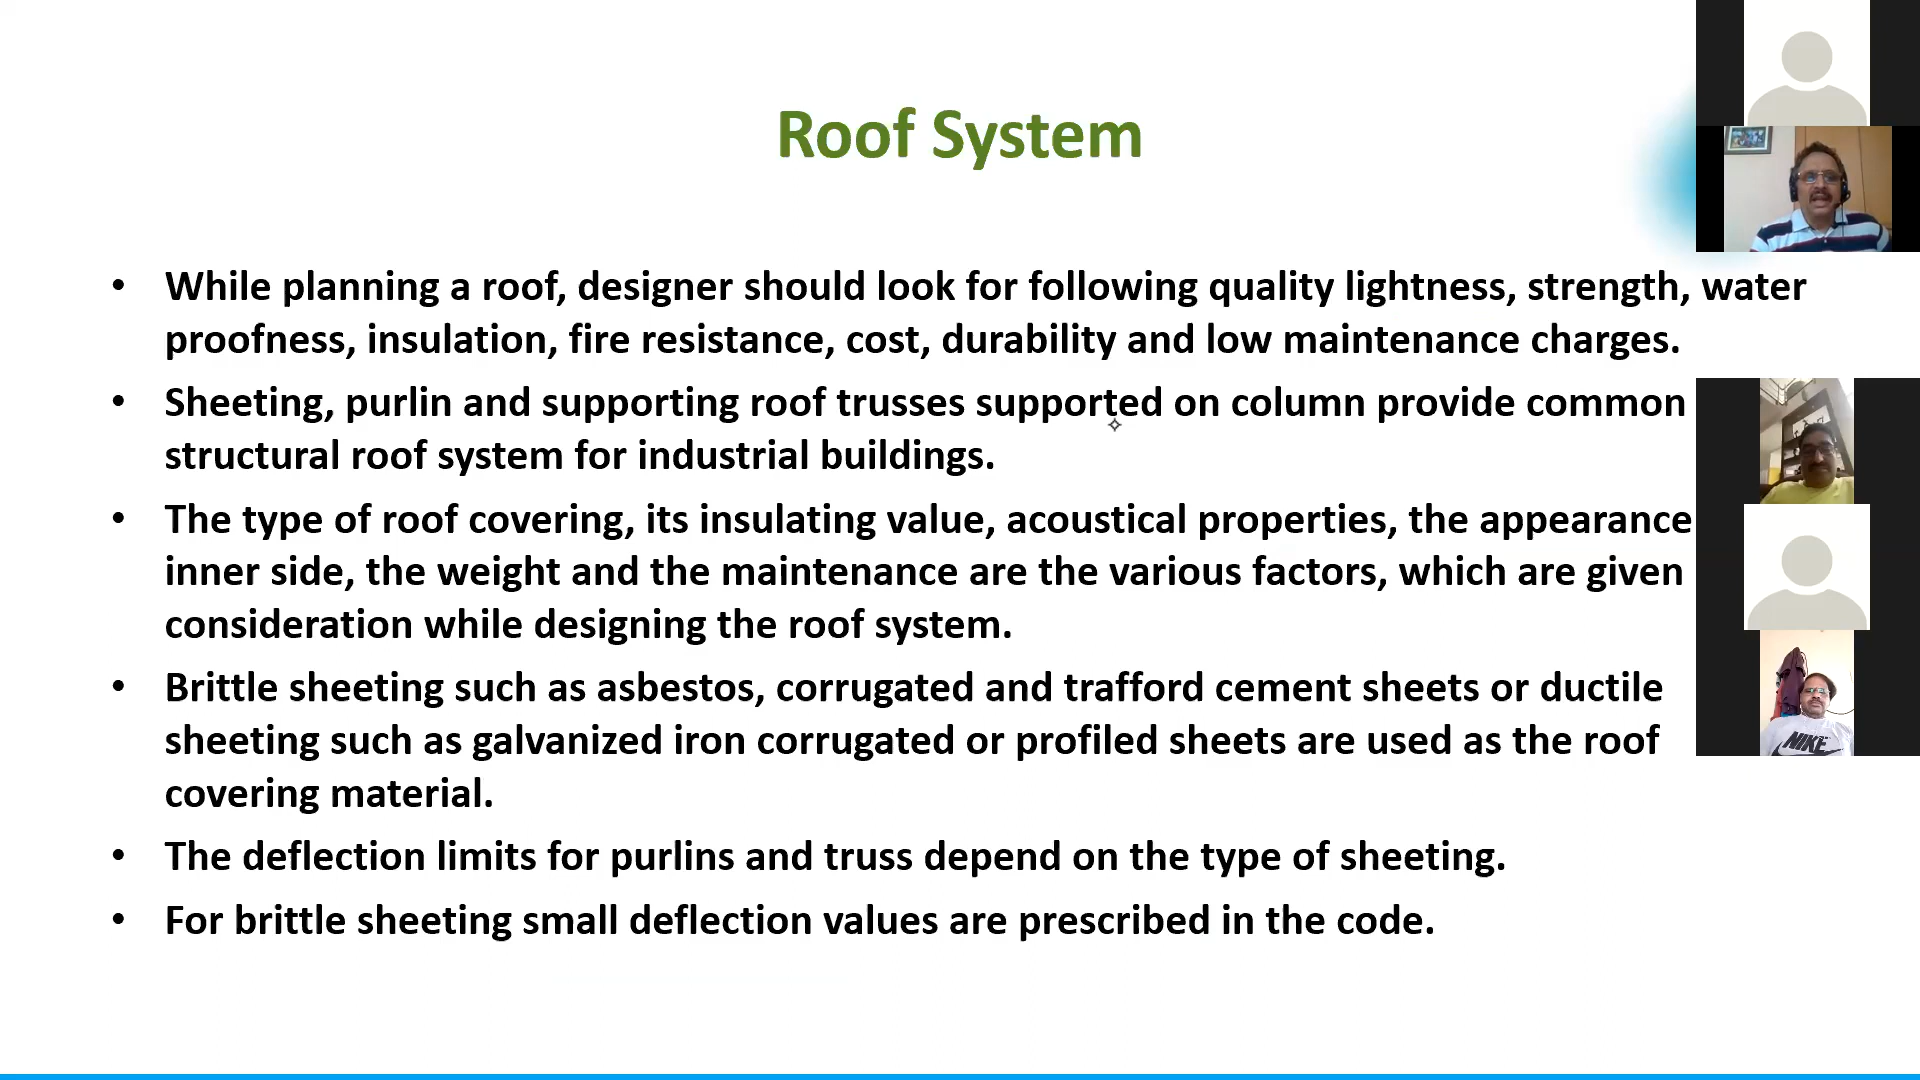 Roof System
• While planning a roof, designer should look for following quality lightness, strength, water
proofness, insulation, fire resistance, cost, durability and low maintenance charges.
• Sheeting, purlin and supporting roof trusses supported on column provide common
structural roof system for industrial buildings.
• The type of roof covering, its insulating value, acoustical properties, the appearance
inner side, the weight and the maintenance are the various factors, which are given
consideration while designing the roof system.
• Brittle sheeting such as asbestos, corrugated and trafford cement sheets or ductile
sheeting such as galvanized iron corrugated or profiled sheets are used as the roof
covering material.
• The deflection limits for purlins and truss depend on the type of sheeting.
• For brittle sheeting small deflection values are prescribed in the code.
NIKE